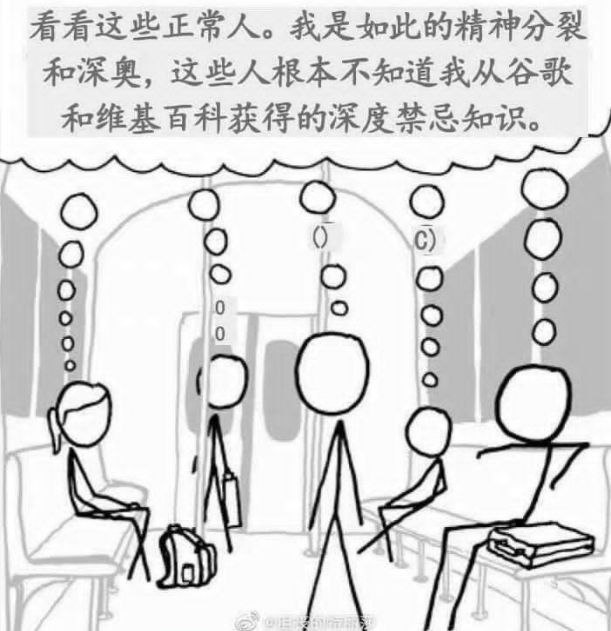 看看这些正常人。我是如此的精神分裂
和深奥，这些人根本不知道我从谷歌
和维基百科获得的深度禁忌知识。
()
C)
0
0